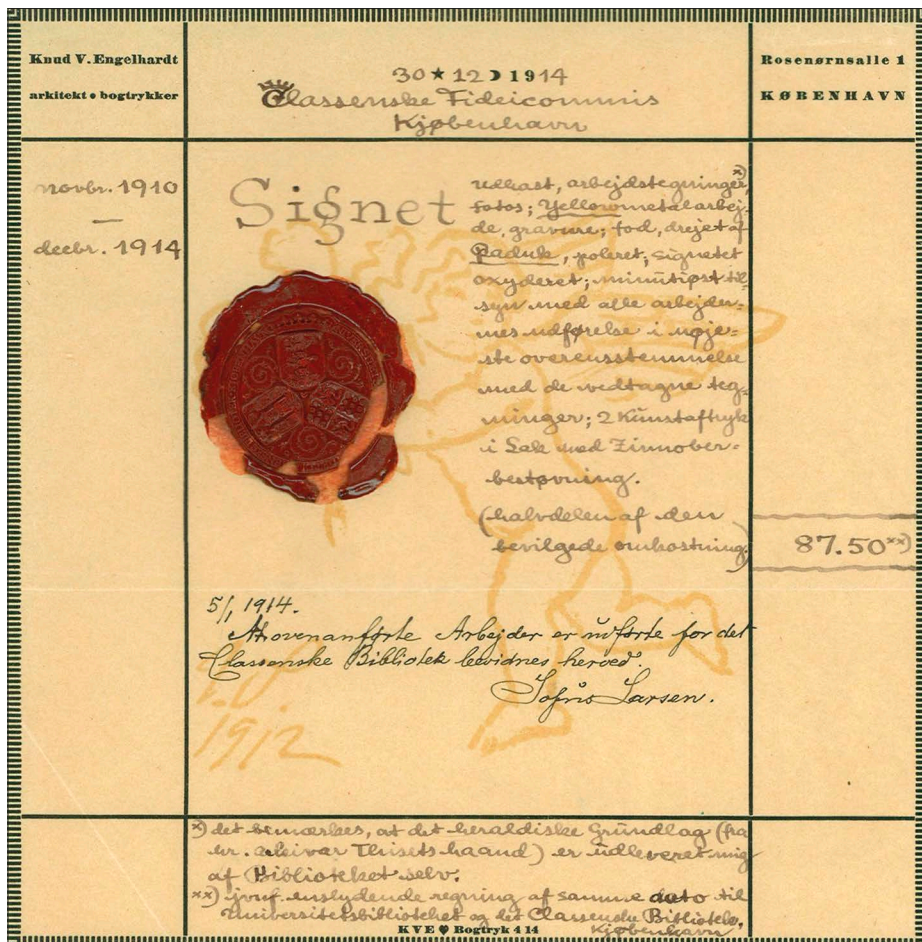 Knud V. Engelhardt
arkitekt • bogtrykker
30 ★ 12 ☽ 1914
Classenske Fideicommis
Kjøbenhavn
Rosenørnsalle 1
KØBENHAVN
novbr. 1910
—
decbr. 1914
Signet
udkast, arbejdstegninger, x)
fotos; Yellowmetalarbej-
de, gravure; fod, drejet af
Paduk, poleret; signetet
oxyderet; minutiøst til-
syn med alle arbejder-
nes udførelse i nøje-
ste overensstemmelse
med de vedtagne teg-
ninger; 2 Kunstaftryk
i Lak med Zinnober-
bestøvning.
(halvdelen af den
bevilgede omkostning)
87.50 xx)
5/1 1914.
At ovenanførte Arbejder er udførte for det
Classenske Bibliotek bevidnes herved.
Sofus Larsen.
1912
x) det bemærkes, at det heraldiske Grundlag (fra
hr. arkivar Thisets haand) er udleveret mig
af Biblioteket selv.
xx) jvnf. enslydende regning af samme dato til
Universitetsbibliotheket og det Classenske Bibliothek,
Kjøbenhavn
KVE ♥ Bogtryk 4 14